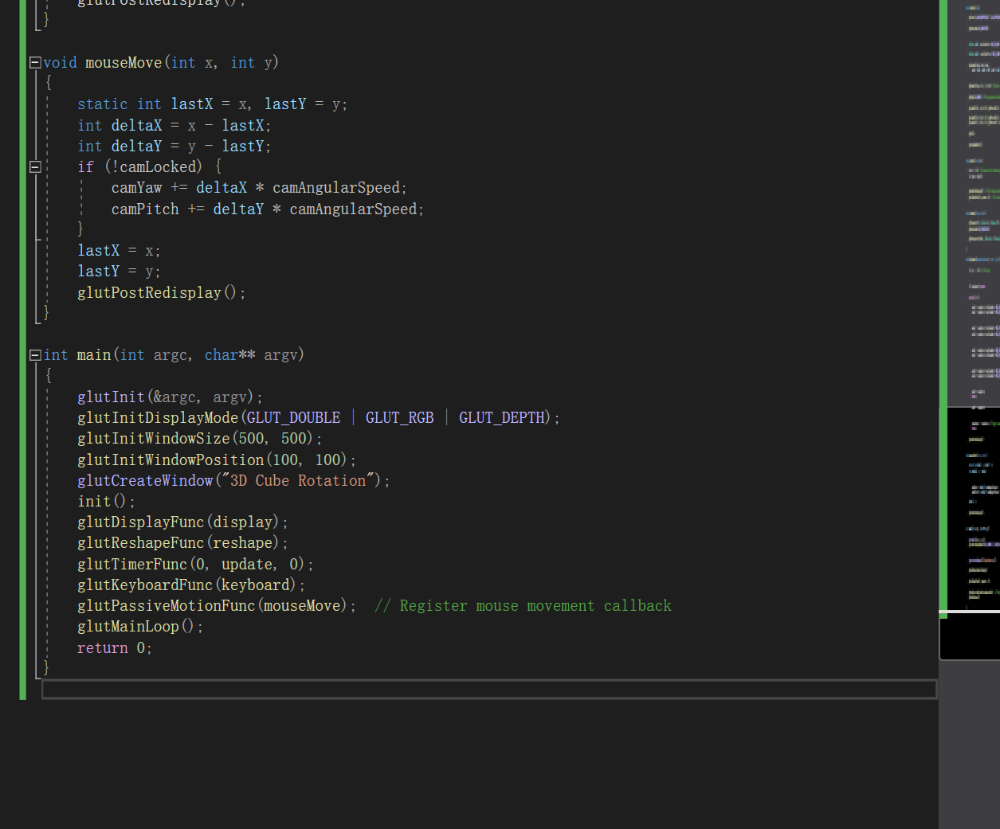 glutPostRedisplay();
}
void mouseMove(int x, int y)
{
static int lastX = x, lastY = y;
int deltaX = x - lastX;
int deltaY = y - lastY;
if (!camLocked) {
camYaw += deltaX * camAngularSpeed;
camPitch += deltaY * camAngularSpeed;
}
lastX = x;
lastY = y;
glutPostRedisplay();
}
int main(int argc, char** argv)
{
glutInit(&argc, argv);
glutInitDisplayMode(GLUT_DOUBLE | GLUT_RGB | GLUT_DEPTH);
glutInitWindowSize(500, 500);
glutInitWindowPosition(100, 100);
glutCreateWindow("3D Cube Rotation");
init();
glutDisplayFunc(display);
glutReshapeFunc(reshape);
glutTimerFunc(0, update, 0);
glutKeyboardFunc(keyboard);
glutPassiveMotionFunc(mouseMove);  // Register mouse movement callback
glutMainLoop();
return 0;
}